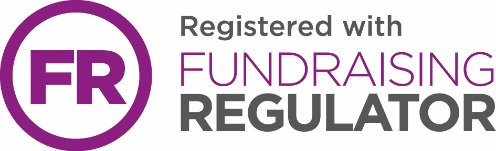 FR
Registered with
FUNDRAISING
REGULATOR